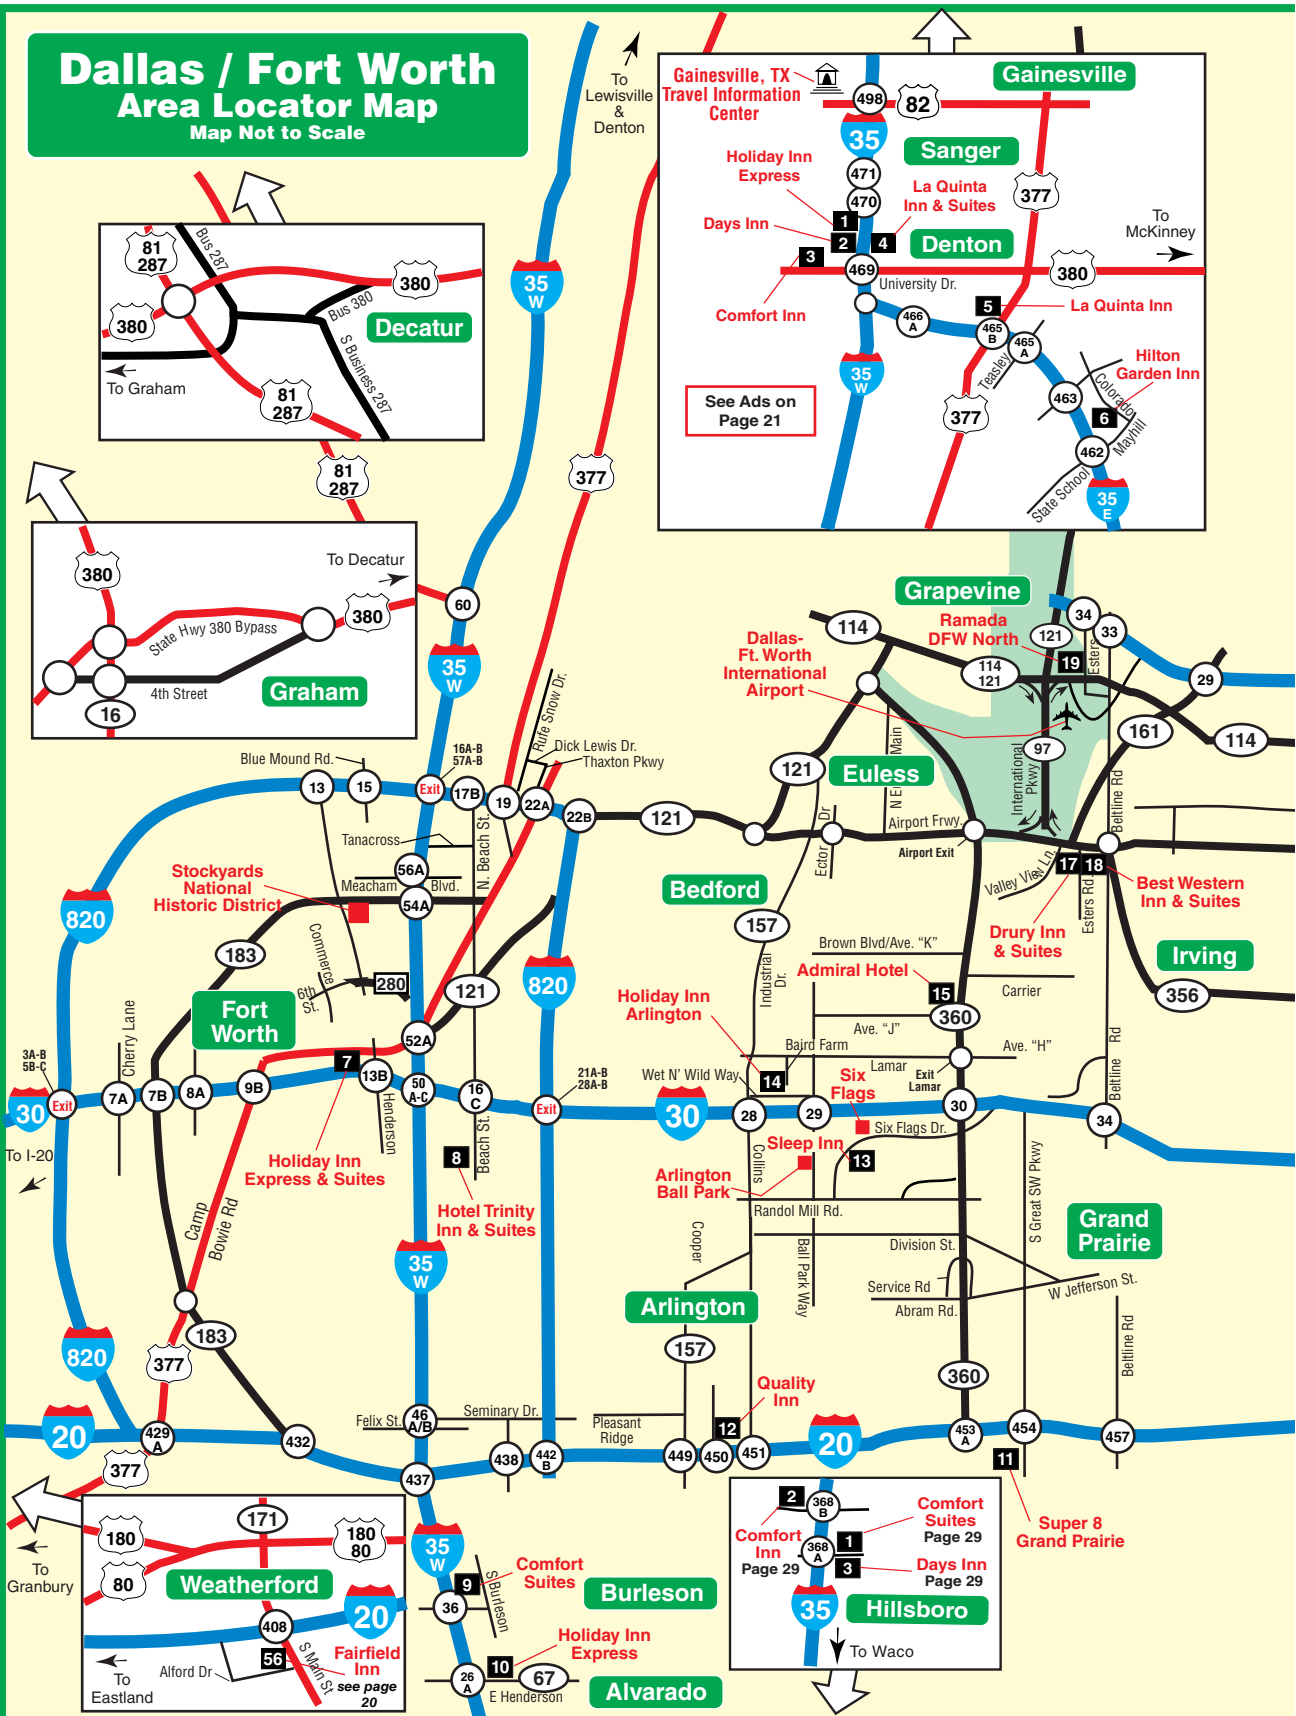 Dallas / Fort Worth
Area Locator Map
Map Not to Scale
To
Lewisville
&
Denton
Gainesville, TX
Travel Information
Center
498
82
Gainesville
35
Sanger
471
470
Holiday Inn
Express
La Quinta
Inn & Suites
377
1
Days Inn
2
4
Denton
To
McKinney
3
469
380
University Dr.
Comfort Inn
5
La Quinta Inn
466
A
465
B
465
A
Teasley
35
W
Hilton
Garden Inn
Colorado
463
6
Mayhill
See Ads on
Page 21
377
462
State School
35
E
81
287
Bus 287
380
380
Bus 380
Decatur
To Graham
S Business 287
81
287
81
287
35
W
377
380
To Decatur
380
State Hwy 380 Bypass
4th Street
Graham
16
60
35
W
Grapevine
Ramada
DFW North
Dallas-
Ft. Worth
International
Airport
114
121
34
33
19
Esters
114
121
29
161
114
97
International
Pkwy
Beltline Rd
121
Euless
N Eu Main
Airport Frwy.
Airport Exit
Ector Dr
Rufe Snow Dr.
Dick Lewis Dr.
Thaxton Pkwy
Blue Mound Rd.
16A-B
57A-B
13
15
Exit
17B
19
22A
22B
121
Tanacross
N. Beach St.
56A
Meacham Blvd.
54A
Stockyards
National
Historic District
820
183
Commerce
6th
St.
280
121
820
Fort
Worth
Bedford
157
Industrial
Dr.
Valley View Ln.
17
18
Esters Rd.
Best Western
Inn & Suites
Drury Inn
& Suites
Irving
356
Brown Blvd/Ave. “K”
Admiral Hotel
15
Carrier
360
Ave. “J”
Holiday Inn
Arlington
Baird Farm
Lamar
Ave. “H”
Exit
Lamar
Wet N’ Wild Way
14
Six
Flags
Beltline Rd
Cherry Lane
3A-B
5B-C
52A
7
13B
21A-B
28A-B
30
Exit
7A
7B
8A
9B
50
A-C
16
C
Exit
30
28
29
30
34
To I-20
Henderson
Beach St.
8
Holiday Inn
Express & Suites
Hotel Trinity
Inn & Suites
Six Flags Dr.
Sleep Inn
13
Collins
Arlington
Ball Park
Randol Mill Rd.
S Great SW Pkwy
Grand
Prairie
Camp
Bowie Rd
35
W
Cooper
Ball Park Way
Division St.
Service Rd
Abram Rd.
W Jefferson St.
Arlington
157
183
377
820
360
Beltline Rd
Quality
Inn
12
Pleasant
Ridge
Felix St.
46
A/B
Seminary Dr.
20
429
A
432
437
438
442
B
449
450
451
20
453
A
454
457
377
11
Super 8
Grand Prairie
To
Granbury
180
80
171
180
80
Weatherford
20
408
56
Alford Dr
S Main St
Fairfield
Inn
see page
20
To
Eastland
35
W
9
Comfort
Suites
36
S Burleson
Burleson
Holiday Inn
Express
10
67
26
A
E Henderson
Alvarado
2
368
B
Comfort
Suites
Page 29
Comfort
Inn
Page 29
368
A
1
3
Days Inn
Page 29
35
Hillsboro
To Waco